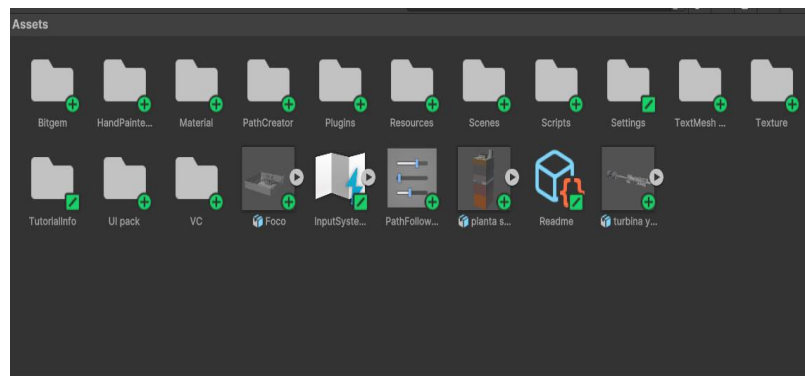 Assets
Bitgem HandPainte... Material PathCreator Plugins Resources Scenes Scripts Settings TextMesh ... Texture
TutorialInfo UI pack VC Foco InputSyste... PathFollow... planta s... Readme turbina y...